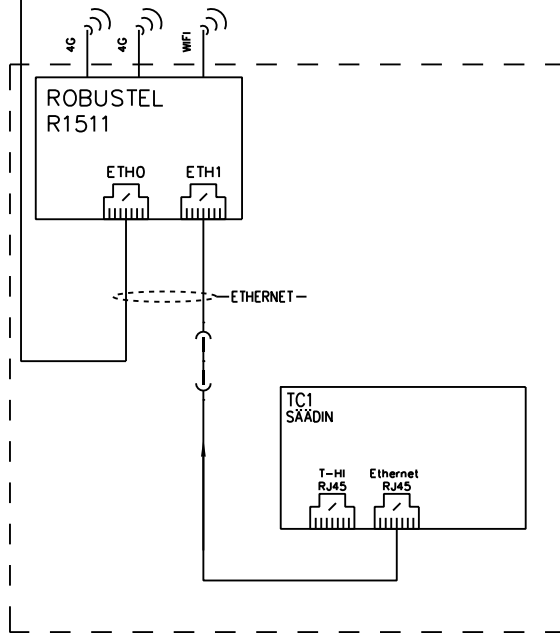 4G
4G
WIFI
ROBUSTEL
R1511
ETH0
ETH1
ETHERNET
TC1
SÄÄDIN
T-HI
RJ45
Ethernet
RJ45